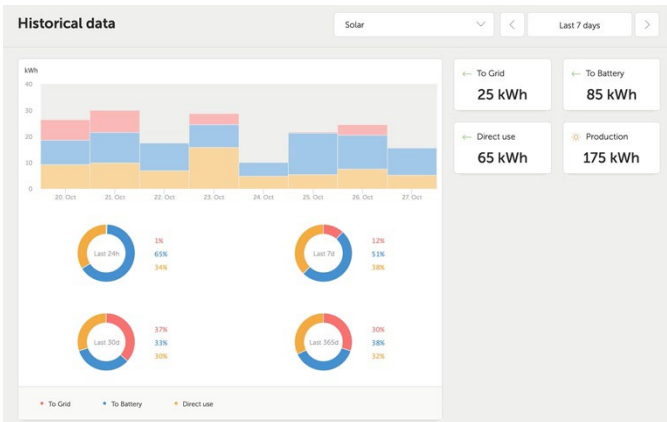 Historical data
Solar
Last 7 days
kWh
40
30
20
10
0
20. Oct
21. Oct
22. Oct
23. Oct
24. Oct
25. Oct
26. Oct
27. Oct
← To Grid
25 kWh
← To Battery
85 kWh
← Direct use
65 kWh
Production
175 kWh
Last 24h
1%
65%
34%
Last 7d
12%
51%
38%
Last 30d
37%
33%
30%
Last 365d
30%
38%
32%
To Grid
To Battery
Direct use